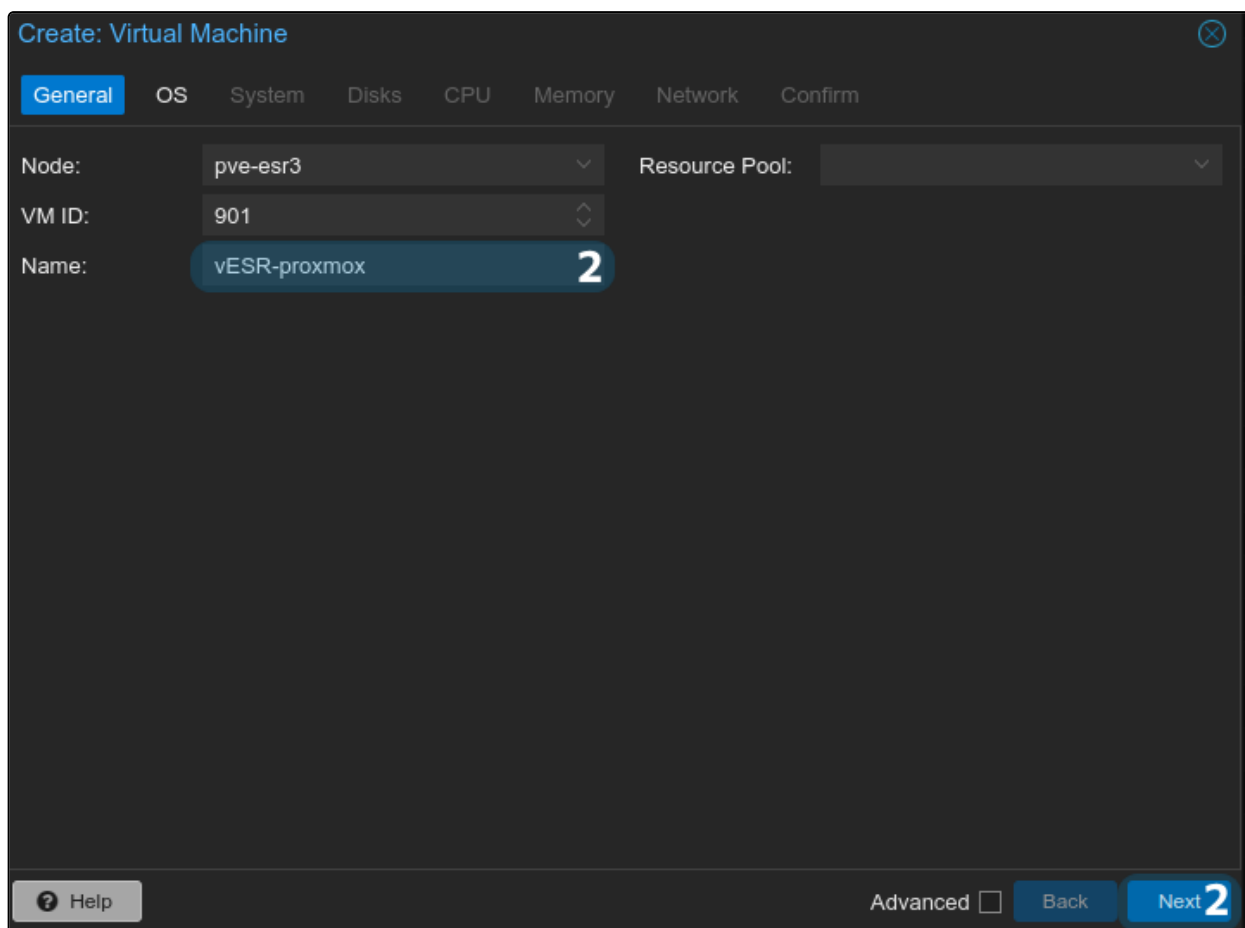 Create: Virtual Machine
General OS System Disks CPU Memory Network Confirm
Node: pve-esr3 Resource Pool:
VM ID: 901
Name: vESR-proxmox 2
Help Advanced Back Next 2